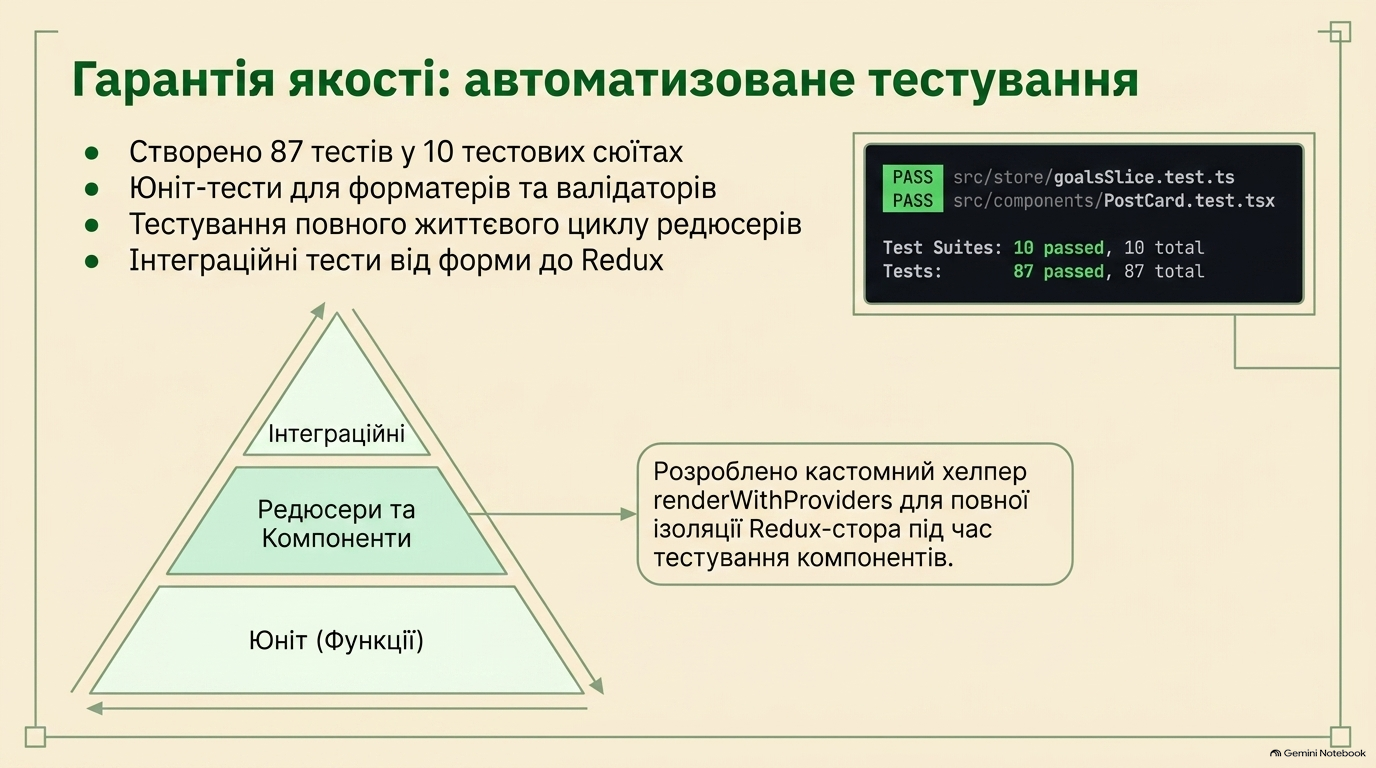 Гарантія якості: автоматизоване тестування
● Створено 87 тестів у 10 тестових сюїтах
● Юніт-тести для форматерів та валідаторів
● Тестування повного життєвого циклу редюсерів
● Інтеграційні тести від форми до Redux
PASS src/store/goalsSlice.test.ts
PASS src/components/PostCard.test.tsx
Test Suites: 10 passed, 10 total
Tests: 87 passed, 87 total
Інтеграційні
Редюсери та
Компоненти
Юніт (Функції)
Розроблено кастомний хелпер
renderWithProviders для повної
ізоляції Redux-стора під час
тестування компонентів.
Gemini Notebook